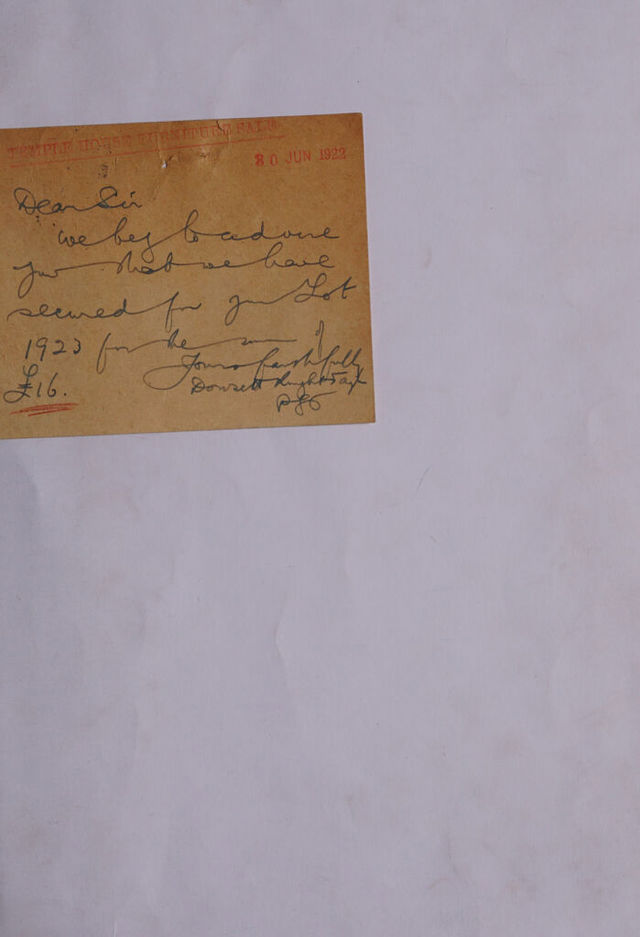 TEMPLE HOUSE FURNITURE SALE
30 JUN 1922
Dear Sir
we beg to advise
you that we have
secured for you Lot
1923 for the sum of
£16.
Yours faithfully
Dowsett Knight &